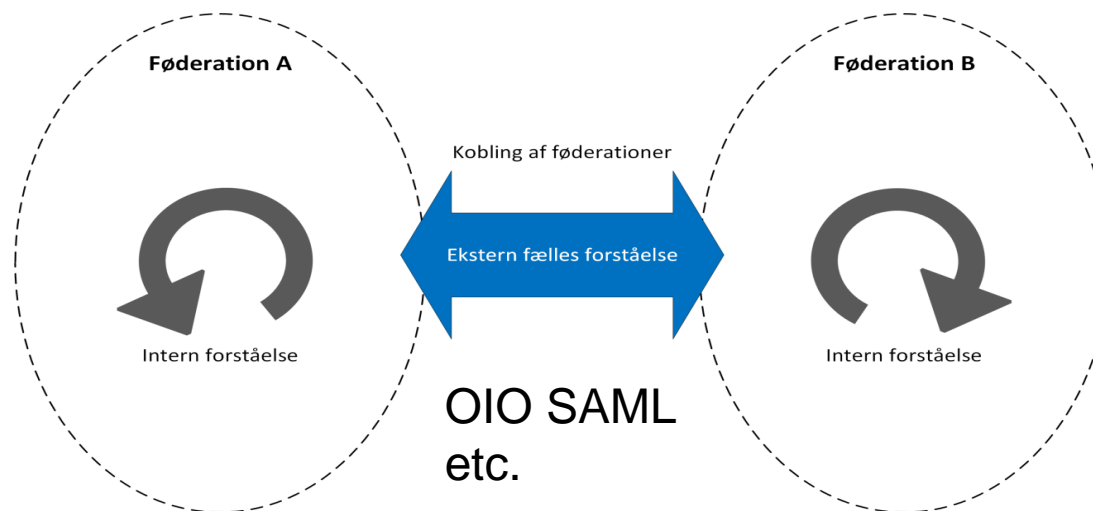 Føderation A
Føderation B
Kobling af føderationer
Ekstern fælles forståelse
Intern forståelse
Intern forståelse
OIO SAML
etc.